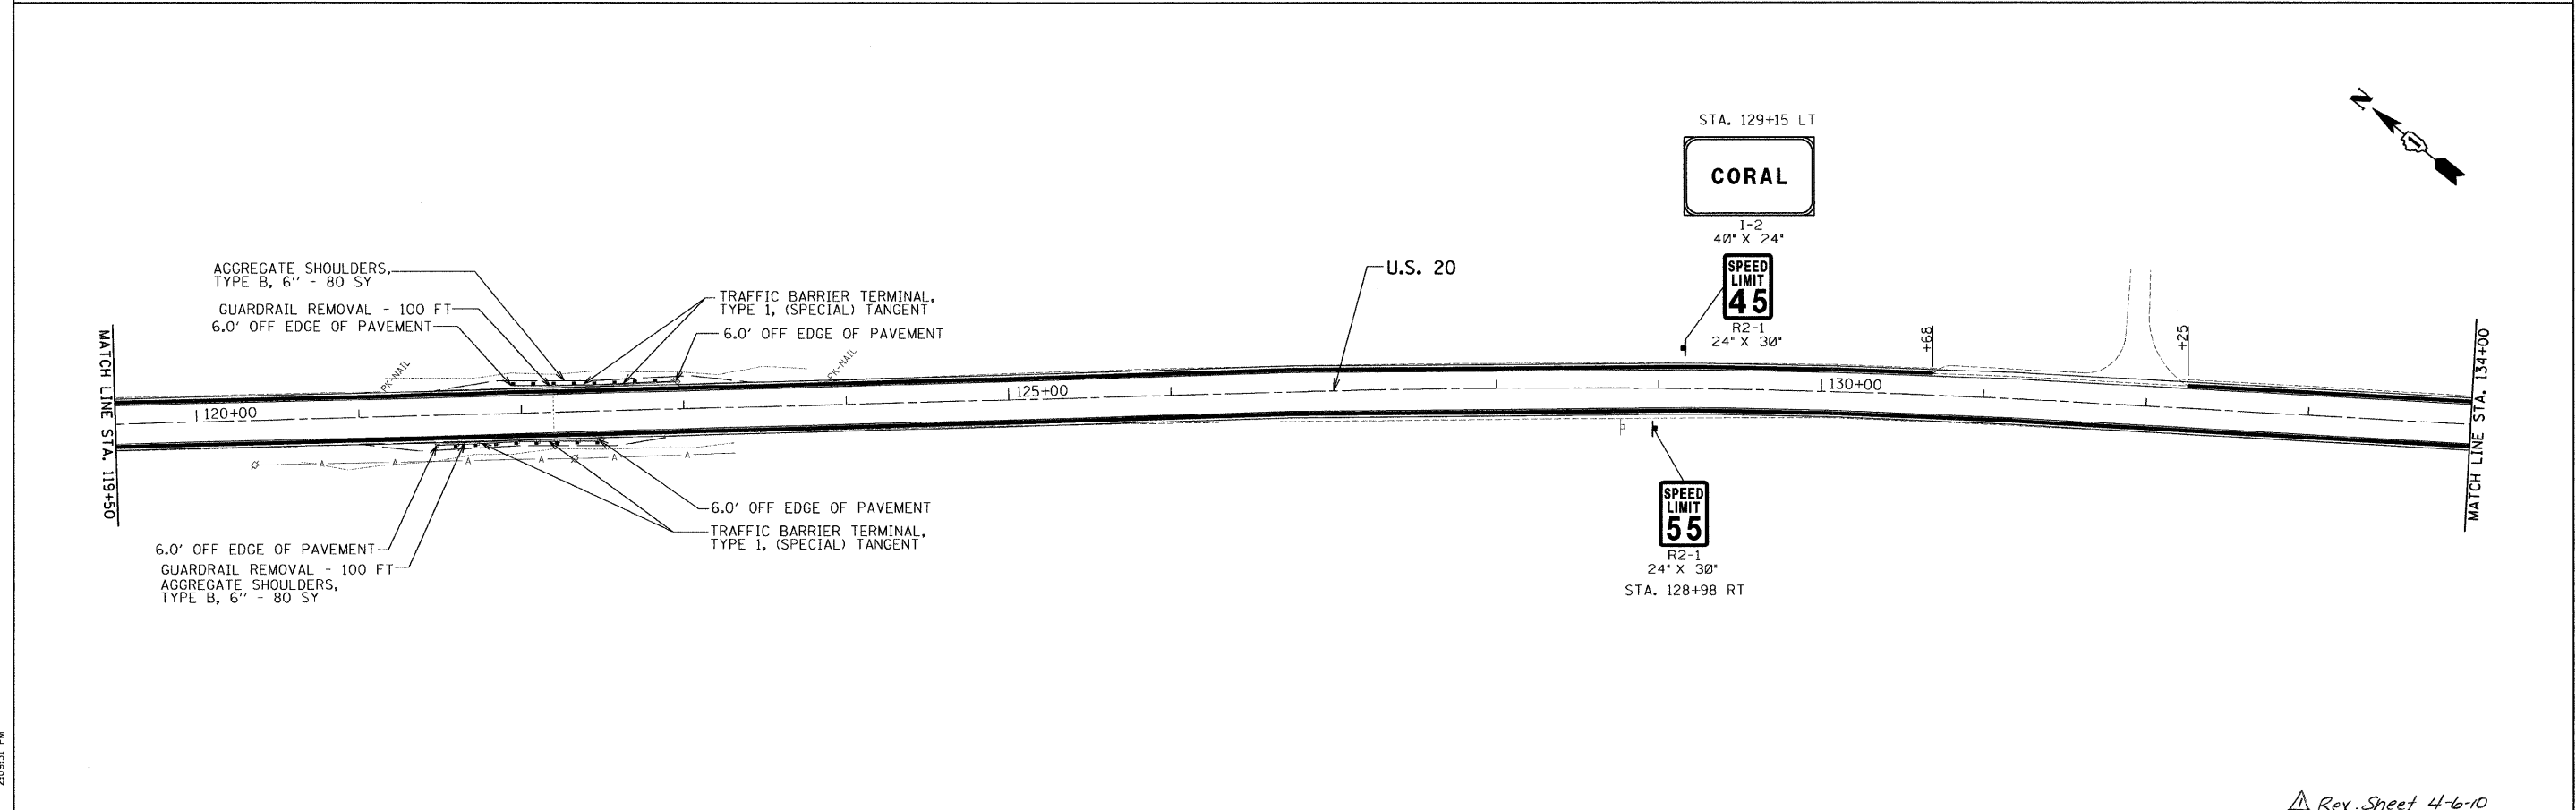 N
STA. 129+15 LT
CORAL
I-2
40" X 24"
SPEED
LIMIT
45
R2-1
24" X 30"
U.S. 20
AGGREGATE SHOULDERS,
TYPE B, 6'' - 80 SY
GUARDRAIL REMOVAL - 100 FT
6.0' OFF EDGE OF PAVEMENT
TRAFFIC BARRIER TERMINAL,
TYPE 1, (SPECIAL) TANGENT
6.0' OFF EDGE OF PAVEMENT
PK-NAIL
PK-NAIL
+68
+25
MATCH LINE STA. 119+50
120+00
125+00
130+00
MATCH LINE STA. 134+00
A A A A A A
P
SPEED
LIMIT
55
R2-1
24" X 30"
STA. 128+98 RT
6.0' OFF EDGE OF PAVEMENT
TRAFFIC BARRIER TERMINAL,
TYPE 1, (SPECIAL) TANGENT
6.0' OFF EDGE OF PAVEMENT
GUARDRAIL REMOVAL - 100 FT
AGGREGATE SHOULDERS,
TYPE B, 6'' - 80 SY
1 Rev. Sheet 4-6-10